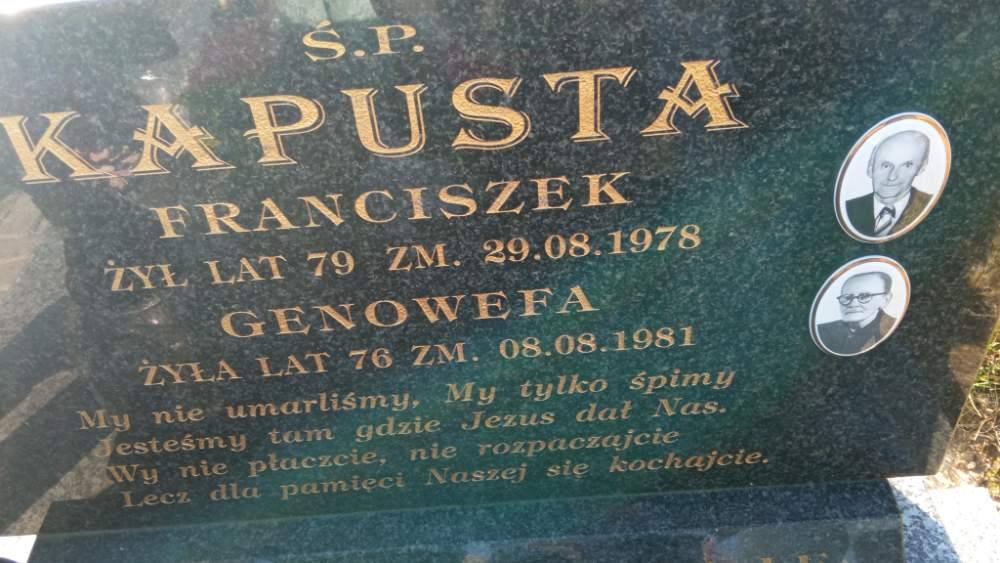 Ś.P.
KAPUSTA
FRANCISZEK
ŻYŁ LAT 79 ZM. 29.08.1978
GENOWEFA
ŻYŁA LAT 76 ZM. 08.08.1981
My nie umarliśmy, My tylko śpimy
Jesteśmy tam gdzie Jezus dał Nas.
Wy nie płaczcie, nie rozpaczajcie
Lecz dla pamięci Naszej się kochajcie.